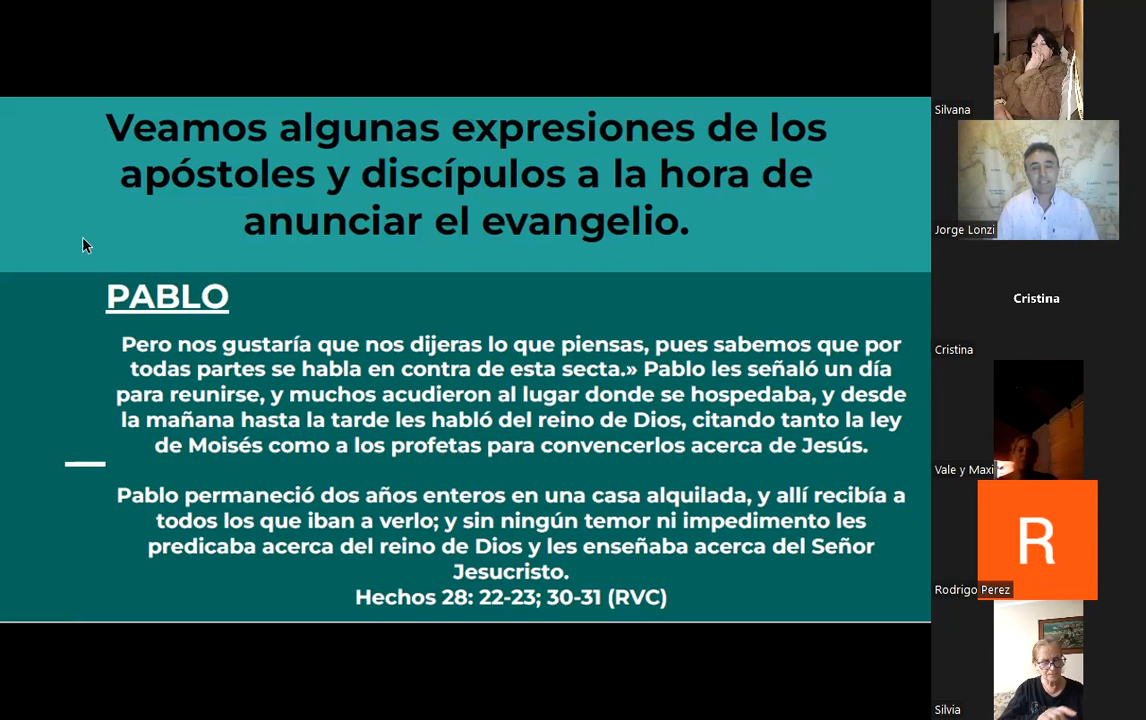 Veamos algunas expresiones de los
apóstoles y discípulos a la hora de
anunciar el evangelio.
PABLO
Pero nos gustaría que nos dijeras lo que piensas, pues sabemos que por
todas partes se habla en contra de esta secta.» Pablo les señaló un día
para reunirse, y muchos acudieron al lugar donde se hospedaba, y desde
la mañana hasta la tarde les habló del reino de Dios, citando tanto la ley
de Moisés como a los profetas para convencerlos acerca de Jesús.
Pablo permaneció dos años enteros en una casa alquilada, y allí recibía a
todos los que iban a verlo; y sin ningún temor ni impedimento les
predicaba acerca del reino de Dios y les enseñaba acerca del Señor
Jesucristo.
Hechos 28: 22-23; 30-31 (RVC)
Silvana
Jorge Lonzi
Cristina
Cristina
Vale y Maxi
R
Rodrigo Perez
Silvia